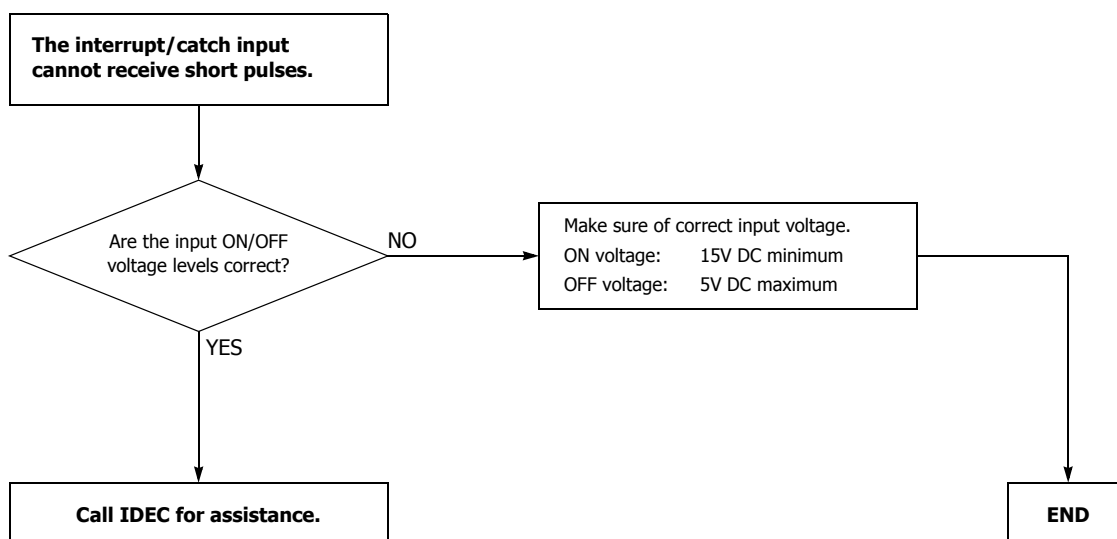 The interrupt/catch input
cannot receive short pulses.
Are the input ON/OFF
voltage levels correct?
NO
Make sure of correct input voltage.
ON voltage: 15V DC minimum
OFF voltage: 5V DC maximum
YES
Call IDEC for assistance.
END